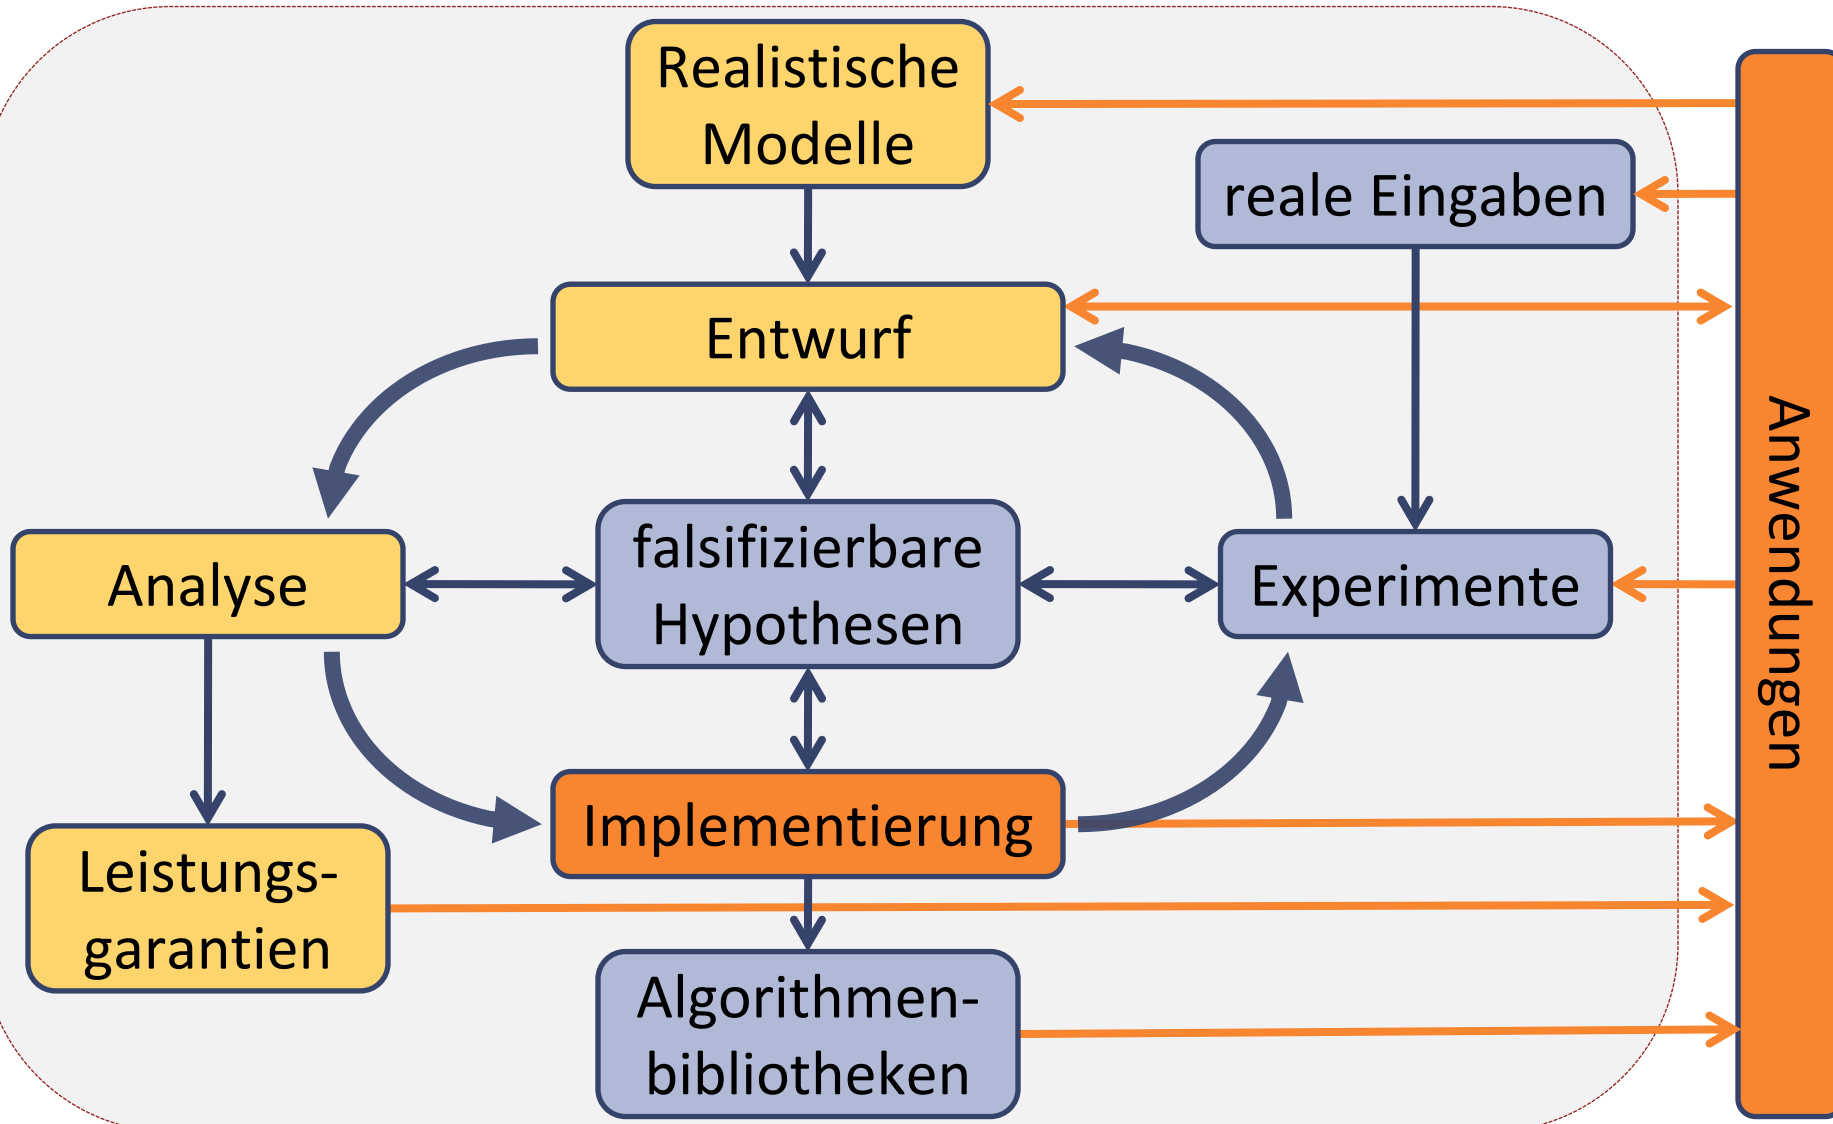 Realistische
Modelle
reale Eingaben
Entwurf
falsifizierbare
Hypothesen
Analyse
Experimente
Anwendungen
Implementierung
Leistungs-
garantien
Algorithmen-
bibliotheken